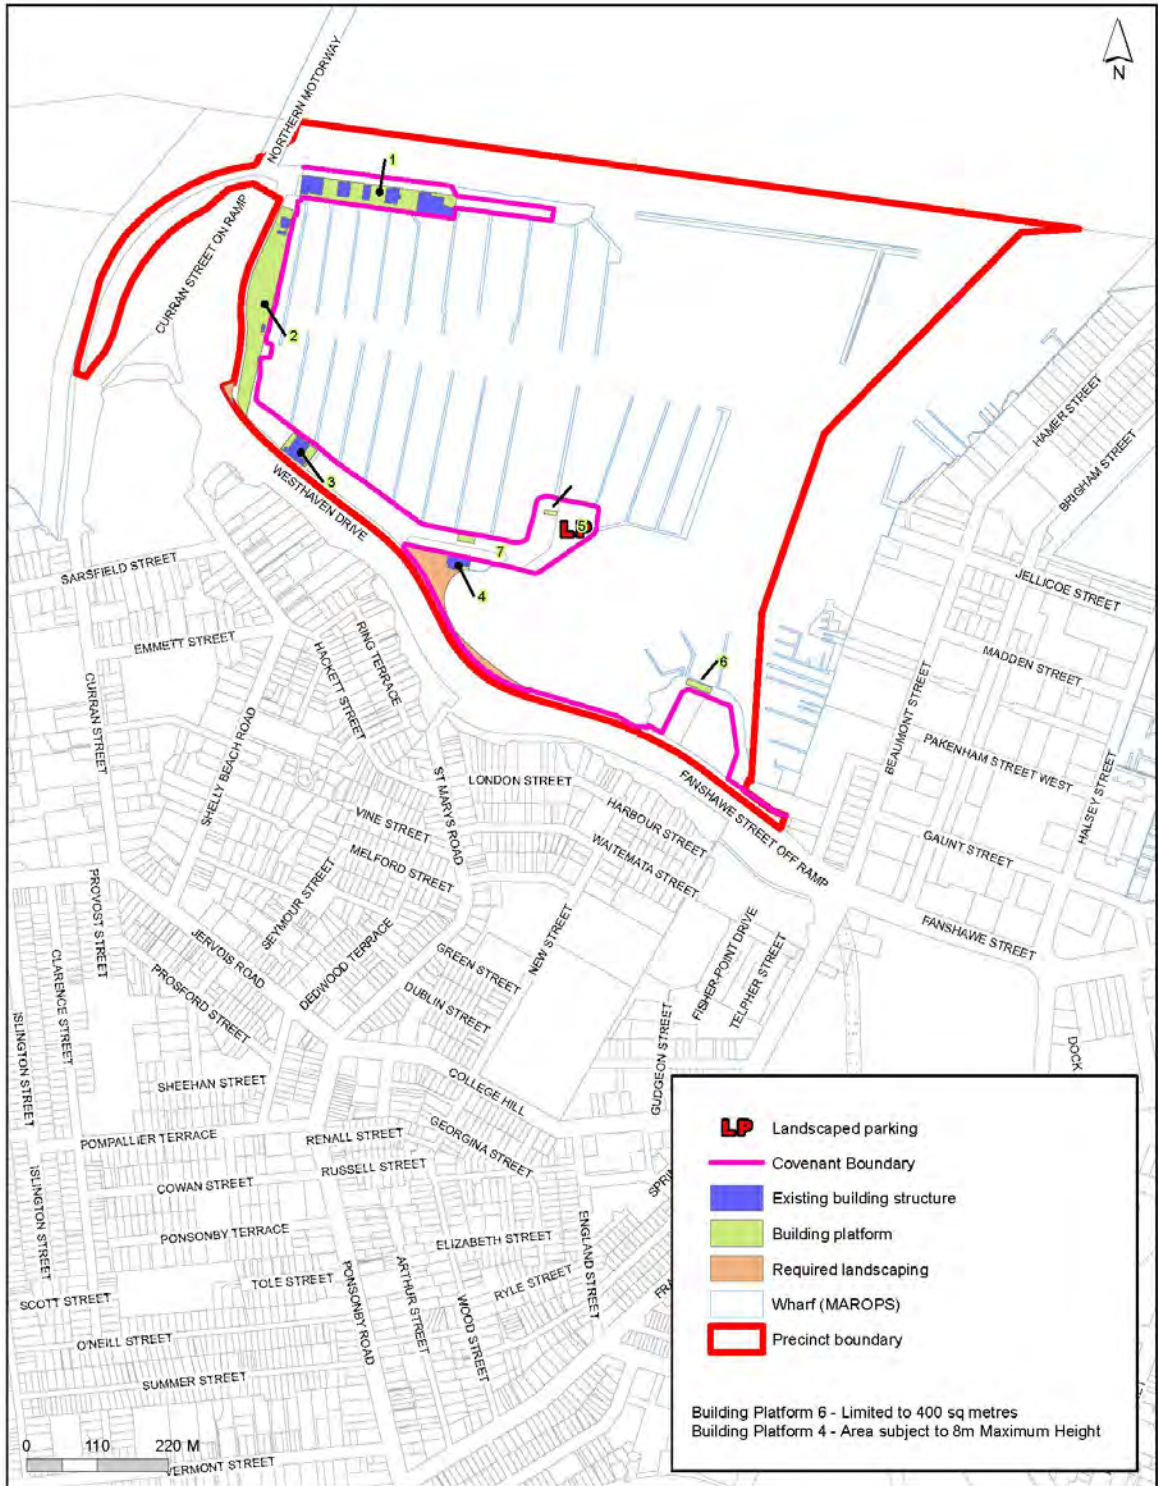 N
NORTHERN MOTORWAY
1
CURRAN STREET ON RAMP
2
HAMER STREET
BRIGHAM STREET
3
WESTHAVEN DRIVE
LP
5
7
4
SARSFIELD STREET
JELLICOE STREET
EMMETT STREET
RING TERRACE
HACKETT STREET
MADDEN STREET
6
CURRAN STREET
SHELLY BEACH ROAD
BEAUMONT STREET
PAKENHAM STREET WEST
HALSEY STREET
ST MARYS ROAD
LONDON STREET
FANSHAWE STREET OFF RAMP
HARBOUR STREET
VINE STREET
WAITEMATA STREET
MELFORD STREET
GAUNT STREET
PROVOST STREET
SEYMOUR STREET
JERVOIS ROAD
DEDWOOD TERRACE
NEW STREET
FISHER-POINT DRIVE
TELPHER STREET
FANSHAWE STREET
GREEN STREET
CLARENCE STREET
PROSFORD STREET
DUBLIN STREET
ISLINGTON STREET
GUDGEON STREET
DOCK
SHEEHAN STREET
COLLEGE HILL
POMPALLIER TERRACE
RENALL STREET
GEORGINA STREET
RUSSELL STREET
COWAN STREET
SPRI
ISLINGTON STREET
PONSONBY TERRACE
ELIZABETH STREET
ENGLAND STREET
TOLE STREET
PONSONBY ROAD
ARTHUR STREET
WOOD STREET
RYLE STREET
FRA
SCOTT STREET
O'NEILL STREET
SUMMER STREET
VERMONT STREET
0 110 220 M
LP Landscaped parking
Covenant Boundary
Existing building structure
Building platform
Required landscaping
Wharf (MAROPS)
Precinct boundary
Building Platform 6 - Limited to 400 sq metres
Building Platform 4 - Area subject to 8m Maximum Height